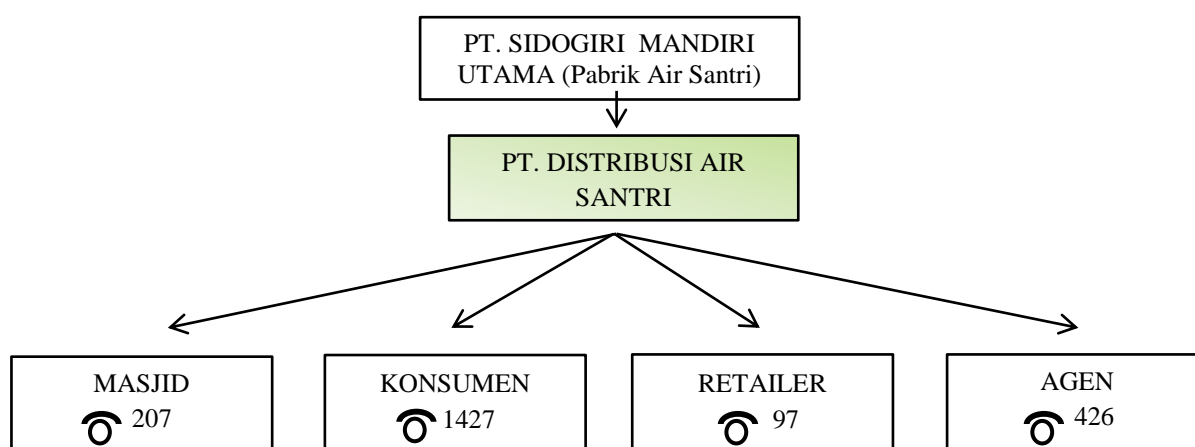 PT. SIDOGIRI MANDIRI
UTAMA (Pabrik Air Santri)
PT. DISTRIBUSI AIR
SANTRI
MASJID
207
KONSUMEN
1427
RETAILER
97
AGEN
426